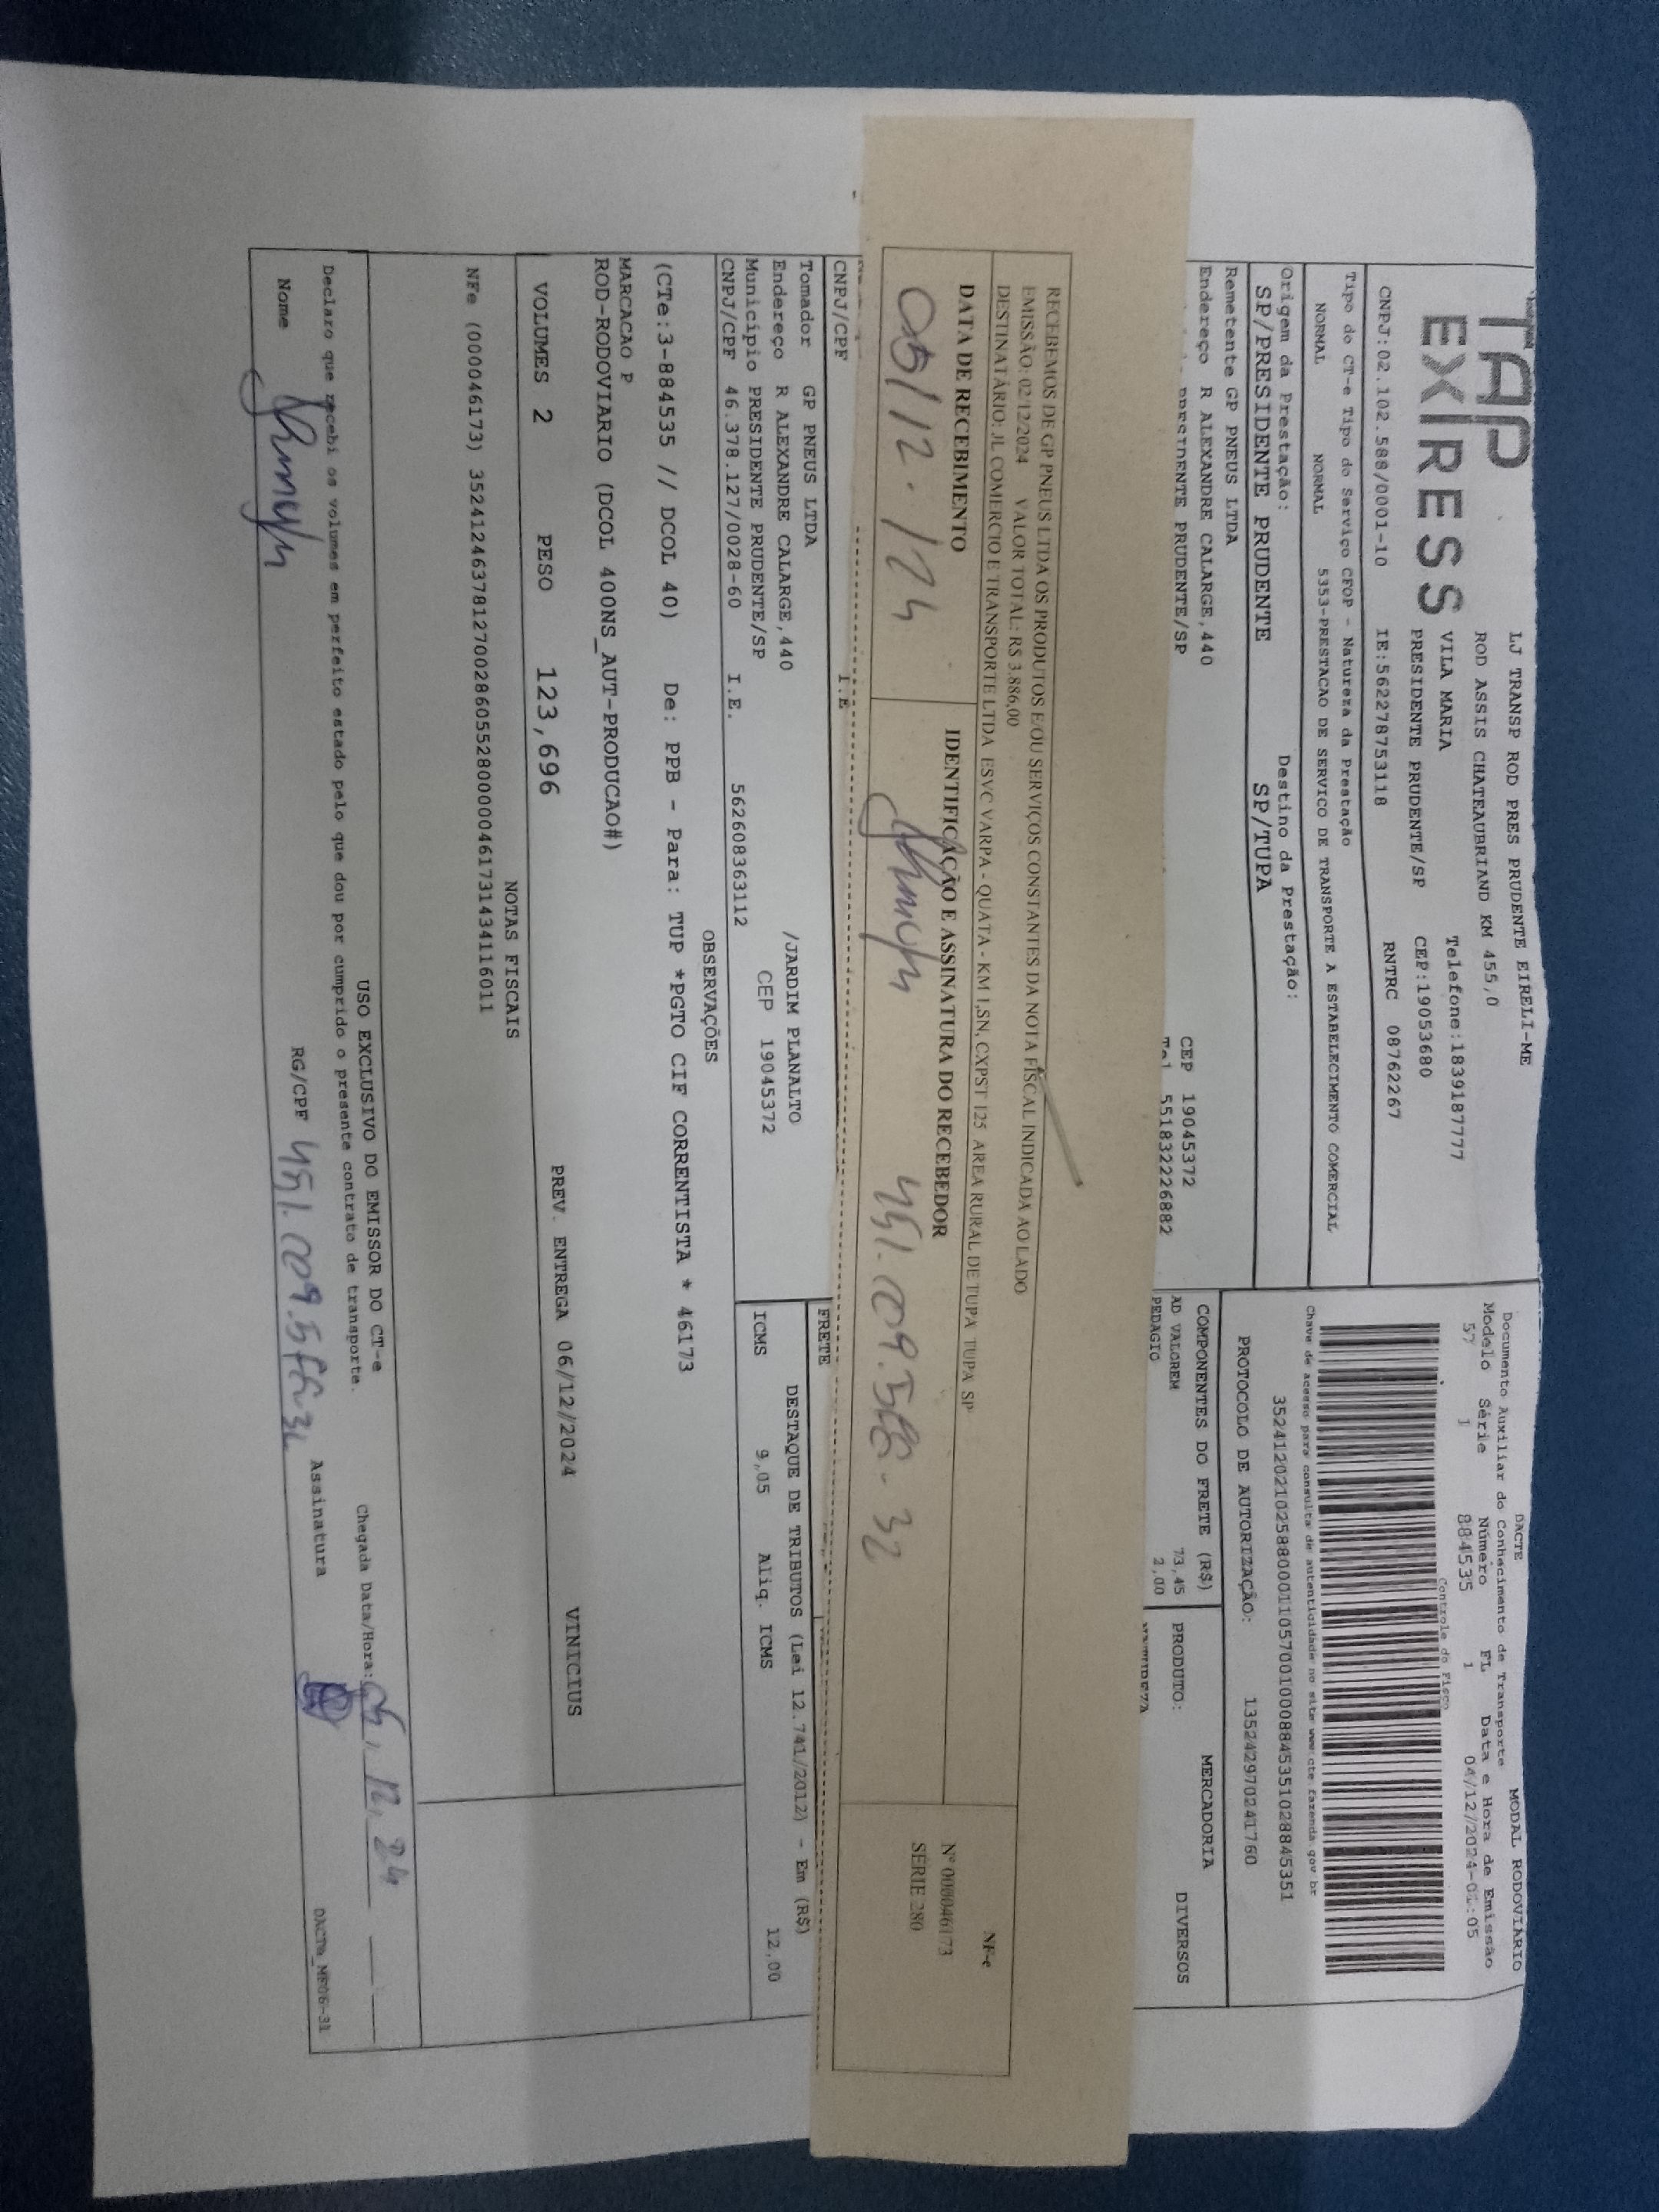 TAP
EXPRESS
LJ TRANSP ROD PRES PRUDENTE EIRELI-ME
ROD ASSIS CHATEAUBRIAND KM 455,0
VILA MARIA Telefone:1839187777
PRESIDENTE PRUDENTE/SP CEP:19053680
CNPJ:02.102.588/0001-10 IE:562278753118 RNTRC 08762267
DACTE MODAL RODOVIÁRIO
Documento Auxiliar do Conhecimento de Transporte
Modelo Série Número FL Data e Hora de Emissão
57 1 884535 1
Controle do Fisco
Chave de acesso para consulta de autenticidade no site www cte fazenda gov br
Tipo do CT-e Tipo do Serviço CFOP - Natureza da Prestação
NORMAL NORMAL 5353-PRESTACAO DE SERVICO DE TRANSPORTE A ESTABELECIMENTO COMERCIAL
35241202102588000110570010008845351028845351
Origem da Prestação: Destino da Prestação:
SP/PRESIDENTE PRUDENTE SP/TUPA
PROTOCOLO DE AUTORIZAÇÃO: 135242970241760
Remetente GP PNEUS LTDA
Endereço R ALEXANDRE CALARGE,440 CEP 19045372
PRESIDENTE PRUDENTE/SP Tel 551832226882
COMPONENTES DO FRETE (R$) MERCADORIA
AD VALOREM 73,45 PRODUTO: DIVERSOS
PEDAGIO 2,00 NATUREZA
RECEBEMOS DE GP PNEUS LTDA OS PRODUTOS E/OU SERVIÇOS CONSTANTES DA NOTA FISCAL INDICADA AO LADO
EMISSÃO: 02/12/2024 VALOR TOTAL: R$ 3.886,00
DESTINATÁRIO: JL COMERCIO E TRANSPORTE LTDA ESVC VARPA - QUATA - KM 1,SN, CXPST 125 AREA RURAL DE TUPA TUPA SP
NF-e
DATA DE RECEBIMENTO IDENTIFICAÇÃO E ASSINATURA DO RECEBEDOR
Nº 000046173
SÉRIE 280
05/12/24 451.009.588-32
CNPJ/CPF I.E
FRETE
Tomador GP PNEUS LTDA
Endereço R ALEXANDRE CALARGE,440 /JARDIM PLANALTO
Município PRESIDENTE PRUDENTE/SP CEP 19045372
CNPJ/CPF 46.378.127/0028-60 I.E. 562608363112
DESTAQUE DE TRIBUTOS (Lei 12.741/2012) - Em (R$)
ICMS 9,05 Aliq. ICMS 12,00
OBSERVAÇÕES
(CTe:3-884535 // DCOL 40) De: PPB - Para: TUP *PGTO CIF CORRENTISTA * 46173
MARCACAO P
ROD-RODOVIARIO (DCOL 400NS_AUT-PRODUCAO#)
VOLUMES 2 PESO 123,696 PREV. ENTREGA 06/12/2024 VINICIUS
NOTAS FISCAIS
NFe (000046173) 35241246378127002860552800000461731434116011
USO EXCLUSIVO DO EMISSOR DO CT-e
Declaro que recebi os volumes em perfeito estado pelo que dou por cumprido o presente contrato de transporte.
Chegada Data/Hora: 05, 12, 24
Nome RG/CPF 451.009.588-32 Assinatura